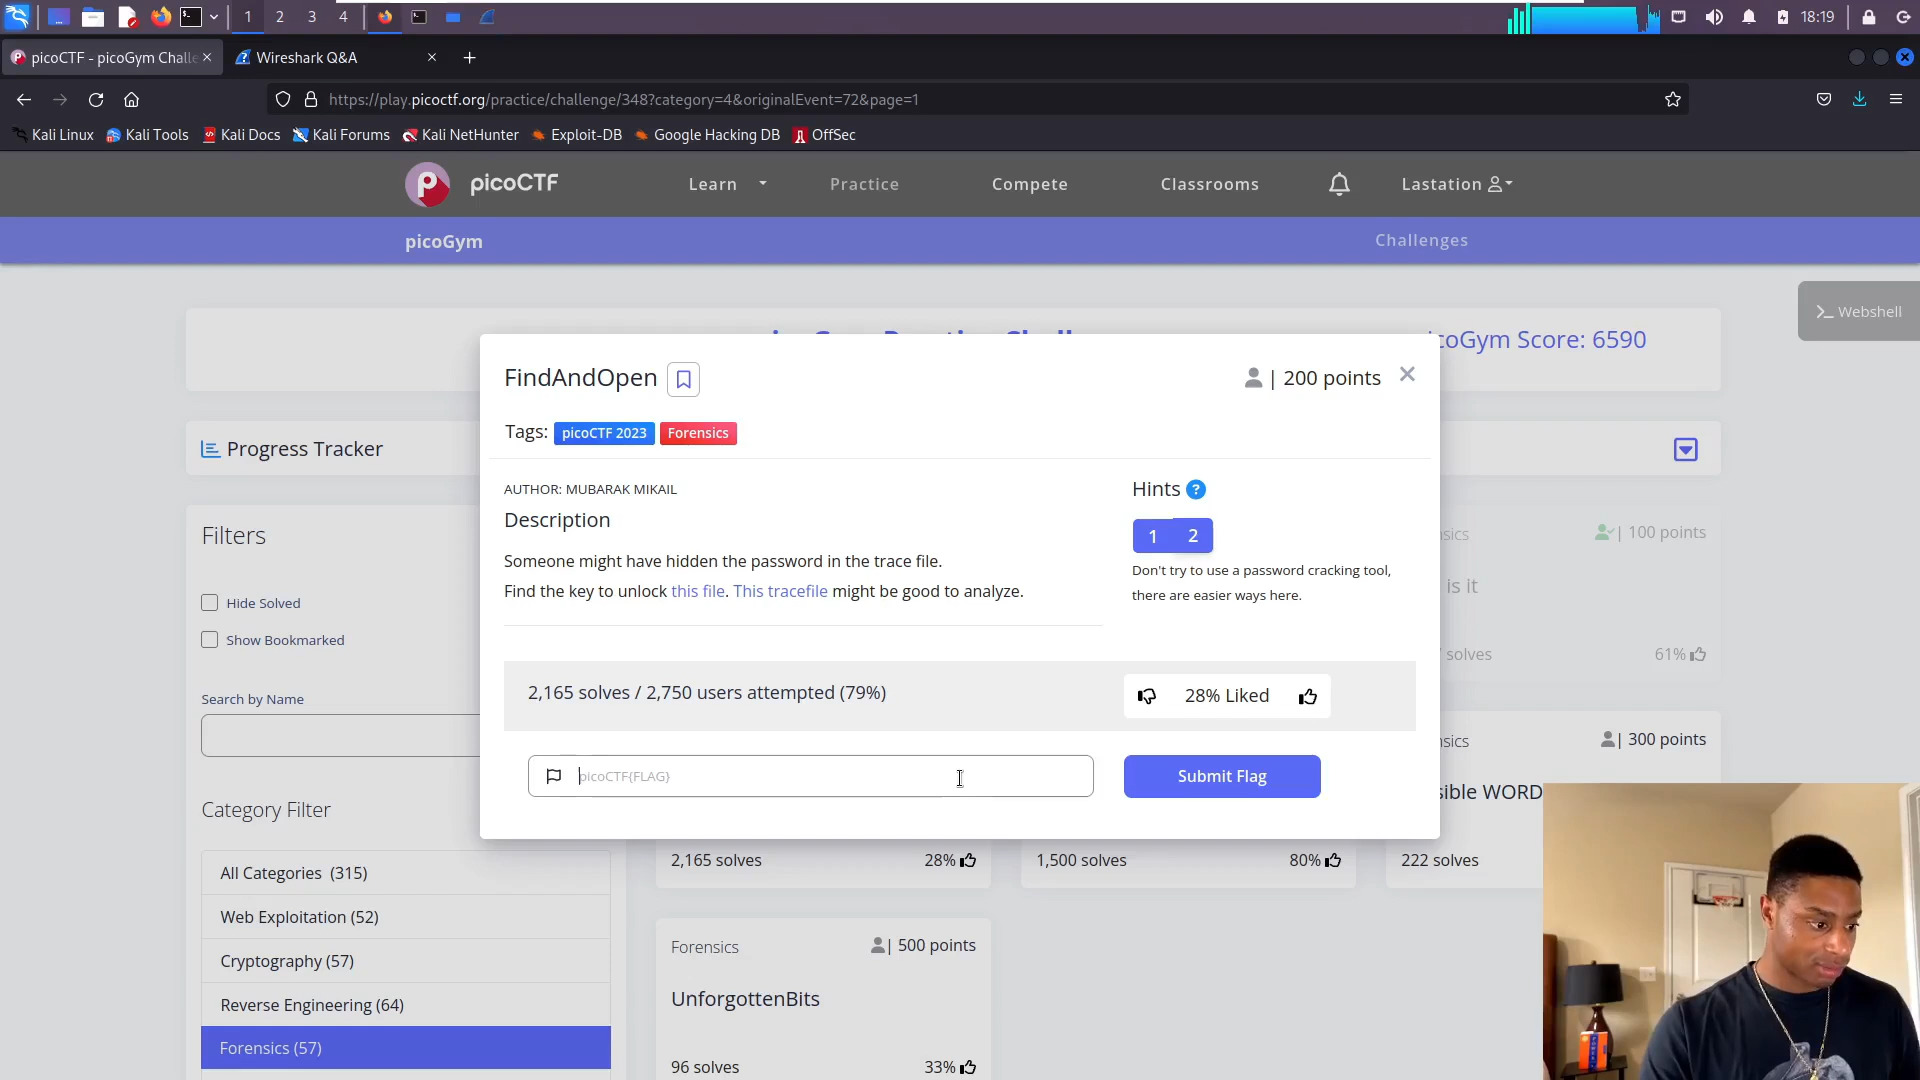 1 2 3 4
18:19
picoCTF - picoGym Challe
Wireshark Q&A
https://play.picoctf.org/practice/challenge/348?category=4&originalEvent=72&page=1
Kali Linux Kali Tools Kali Docs Kali Forums Kali NetHunter Exploit-DB Google Hacking DB OffSec
picoCTF Learn Practice Compete Classrooms Lastation
picoGym Challenges
Webshell
coGym Score: 6590
FindAndOpen
| 200 points
Tags: picoCTF 2023 Forensics
Progress Tracker
AUTHOR: MUBARAK MIKAIL
Hints ?
Description
1 2
Someone might have hidden the password in the trace file.
Find the key to unlock this file. This tracefile might be good to analyze.
Don't try to use a password cracking tool,
there are easier ways here.
2,165 solves / 2,750 users attempted (79%)
28% Liked
picoCTF{FLAG}
Submit Flag
Filters
Hide Solved
Show Bookmarked
Search by Name
Category Filter
All Categories (315)
Web Exploitation (52)
Cryptography (57)
Reverse Engineering (64)
Forensics (57)
| 100 points
is it
solves
61%
| 300 points
ible WORD
2,165 solves 28%
1,500 solves 80%
222 solves
Forensics
| 500 points
UnforgottenBits
96 solves 33%